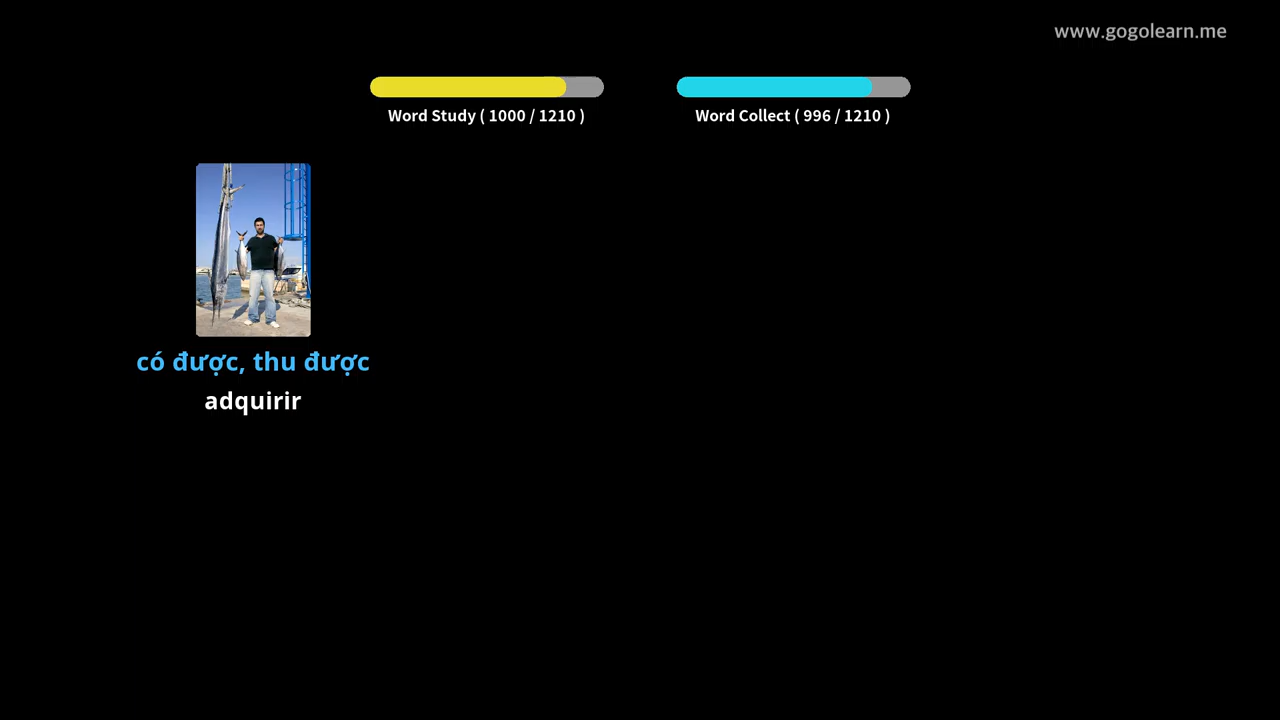 www.gogolearn.me
Word Study ( 1000 / 1210 )
Word Collect ( 996 / 1210 )
có được, thu được
adquirir